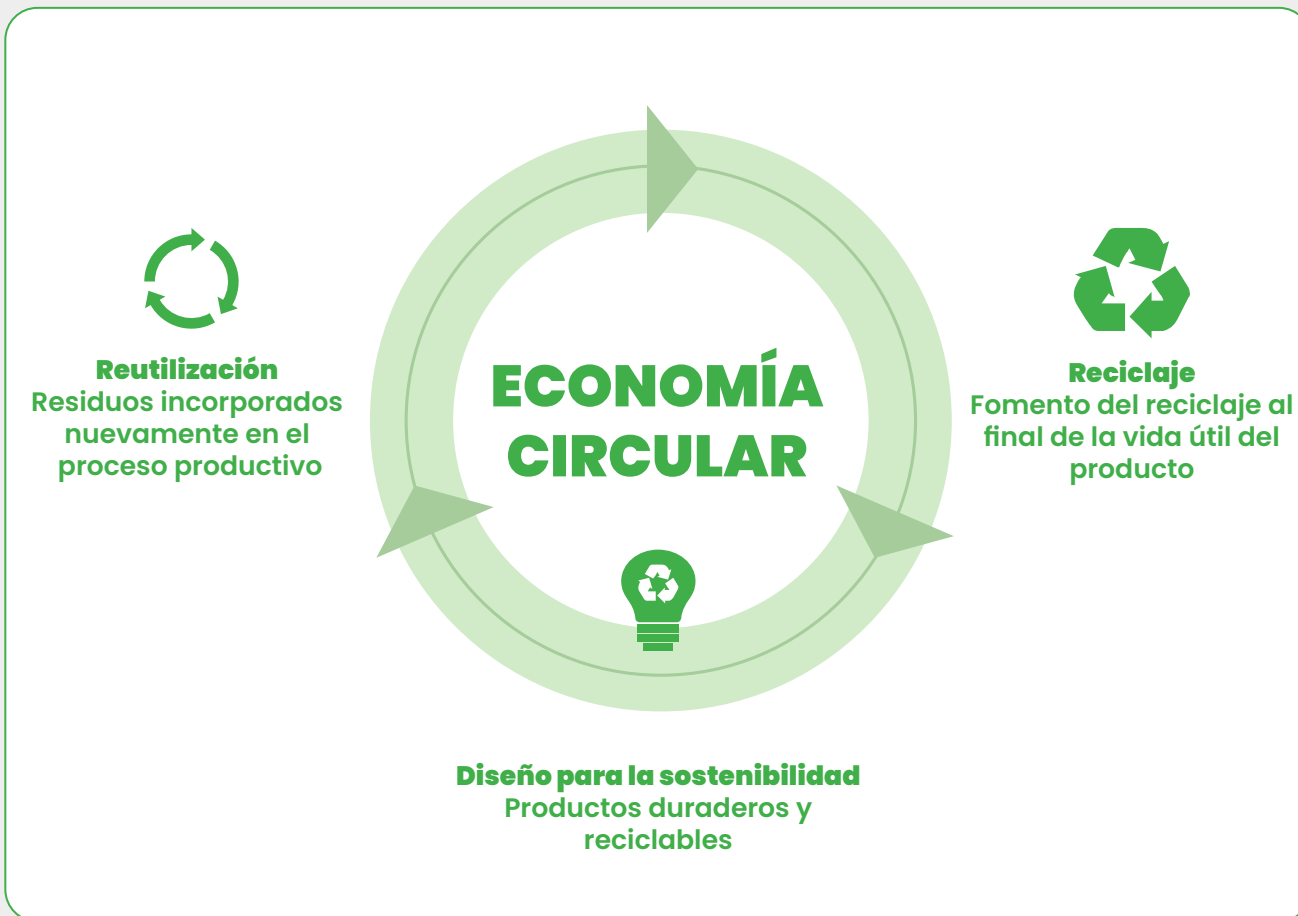 ECONOMÍA
CIRCULAR
Reutilización
Residuos incorporados
nuevamente en el
proceso productivo
Reciclaje
Fomento del reciclaje al
final de la vida útil del
producto
Diseño para la sostenibilidad
Productos duraderos y
reciclables